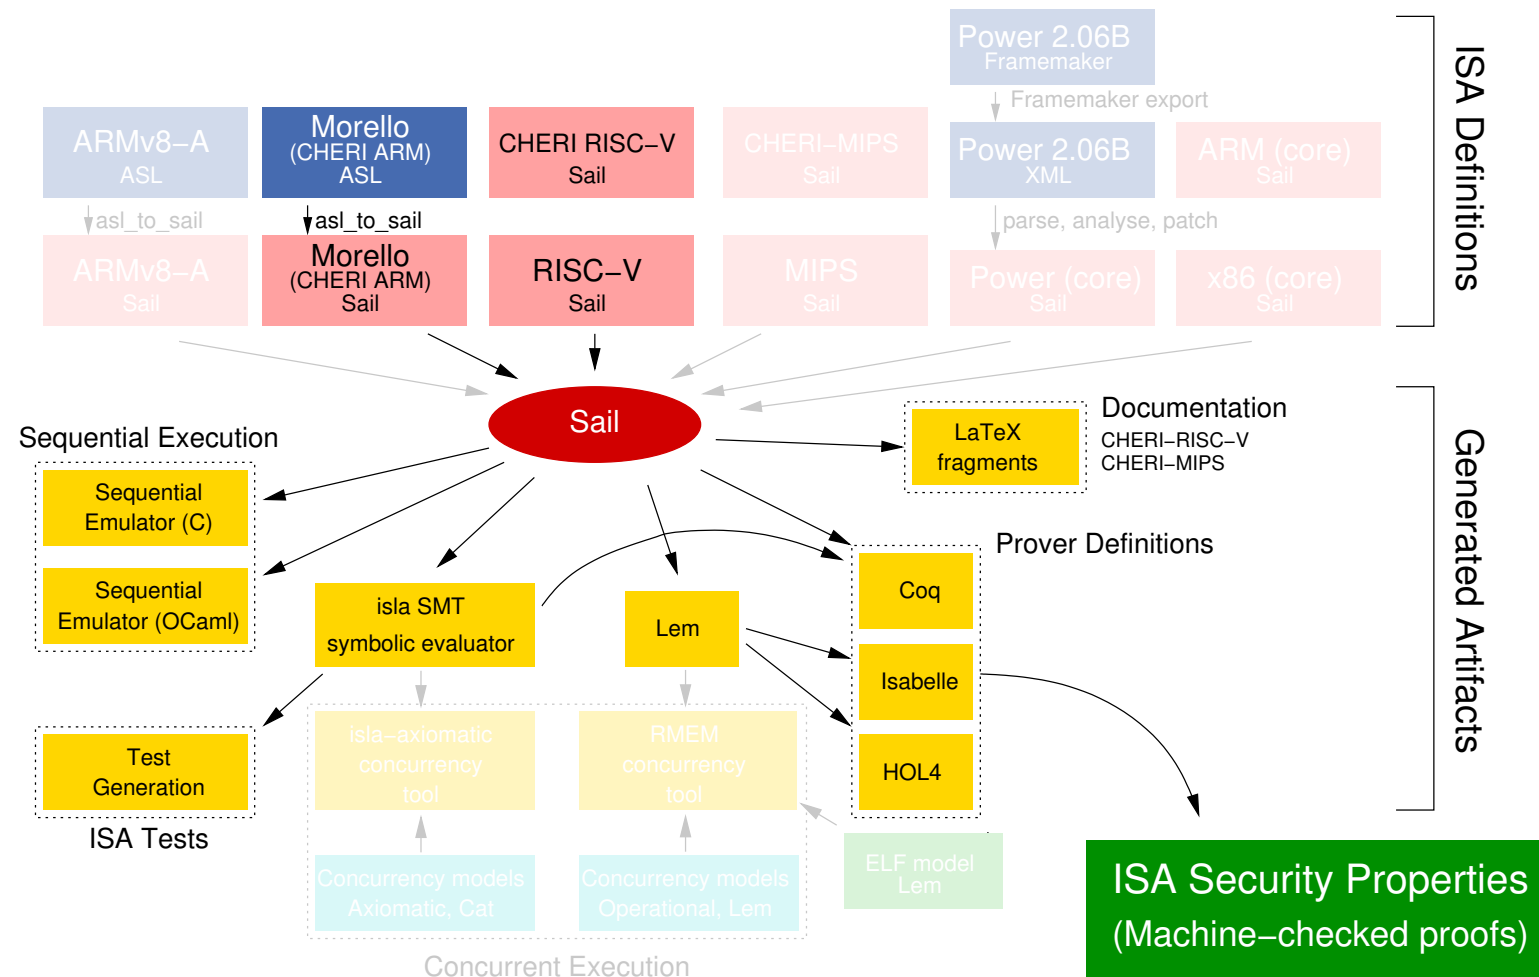 Power 2.06B
Framemaker
Framemaker export
ARMv8−A
ASL
Morello
(CHERI ARM)
ASL
CHERI RISC−V
Sail
CHERI−MIPS
Sail
Power 2.06B
XML
ARM (core)
Sail
asl_to_sail
asl_to_sail
parse, analyse, patch
ARMv8−A
Sail
Morello
(CHERI ARM)
Sail
RISC−V
Sail
MIPS
Sail
Power (core)
Sail
x86 (core)
Sail
ISA Definitions
Sail
Sequential Execution
Sequential
Emulator (C)
Sequential
Emulator (OCaml)
LaTeX
fragments
Documentation
CHERI−RISC−V
CHERI−MIPS
Prover Definitions
isla SMT
symbolic evaluator
Lem
Coq
Isabelle
HOL4
Generated Artifacts
Test
Generation
ISA Tests
isla−axiomatic
concurrency
tool
RMEM
concurrency
tool
Concurrency models
Axiomatic, Cat
Concurrency models
Operational, Lem
ELF model
Lem
Concurrent Execution
ISA Security Properties
(Machine−checked proofs)